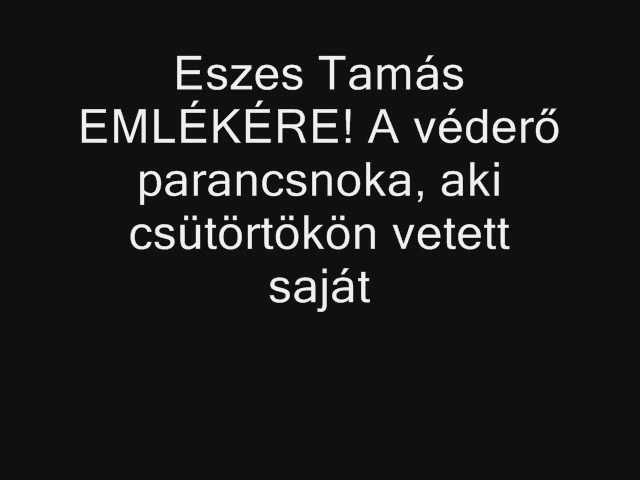 Eszes Tamás
EMLÉKÉRE! A véderő
parancsnoka, aki
csütörtökön vetett
saját